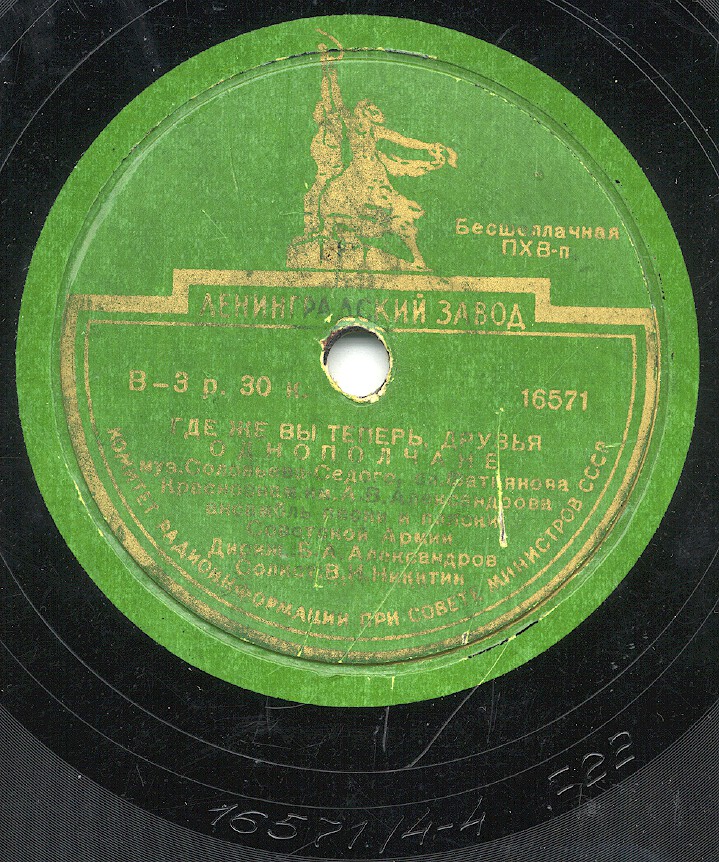 Бесшеллачная
ПХВ-п
ЛЕНИНГРАДСКИЙ ЗАВОД
В-3 р. 30 к.
16571
ГДЕ ЖЕ ВЫ ТЕПЕРЬ, ДРУЗЬЯ
ОДНОПОЛЧАНЕ
муз. Соловьева-Седого, сл. Фатьянова
Краснознам. А. В. Александрова
ансамбль песни и пляски
Советской Армии
Дириж. Б. А. Александров
Солист В. И. Никитин
КОМИТЕТ РАДИОИНФОРМАЦИИ ПРИ СОВЕТЕ МИНИСТРОВ СССР
16571/4-4